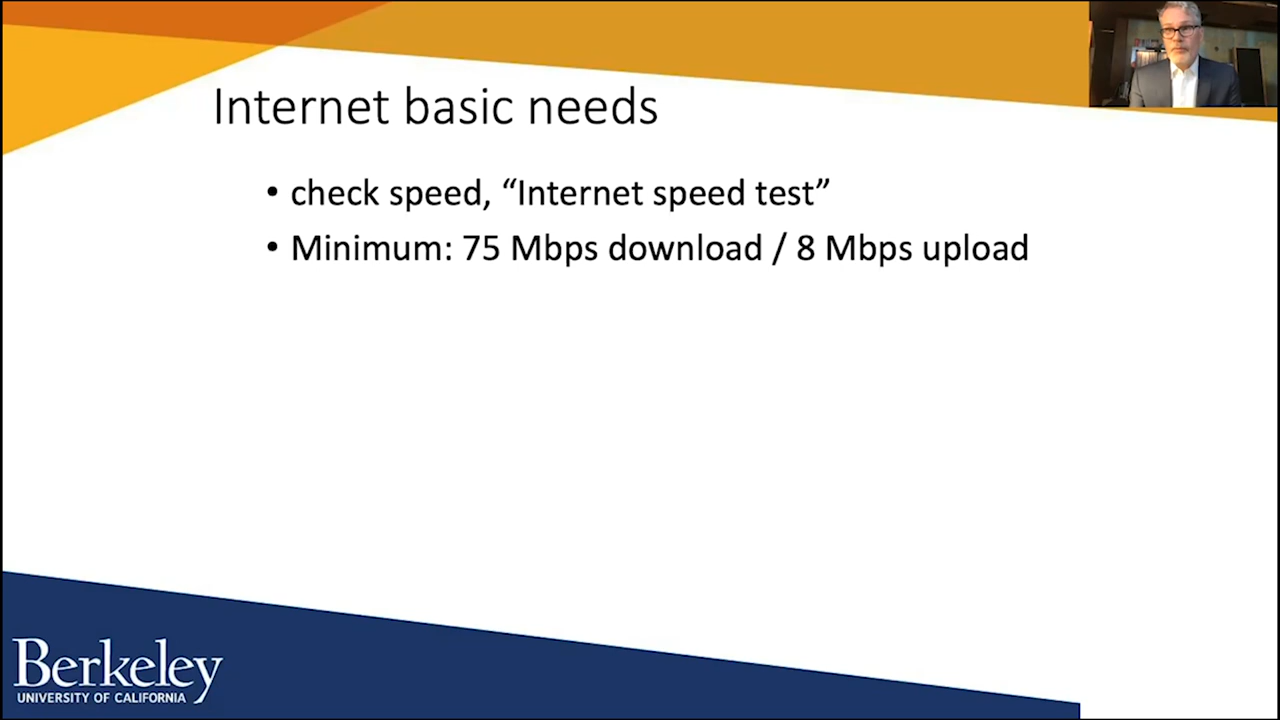 Internet basic needs
• check speed, “Internet speed test”
• Minimum: 75 Mbps download / 8 Mbps upload
Berkeley
UNIVERSITY OF CALIFORNIA